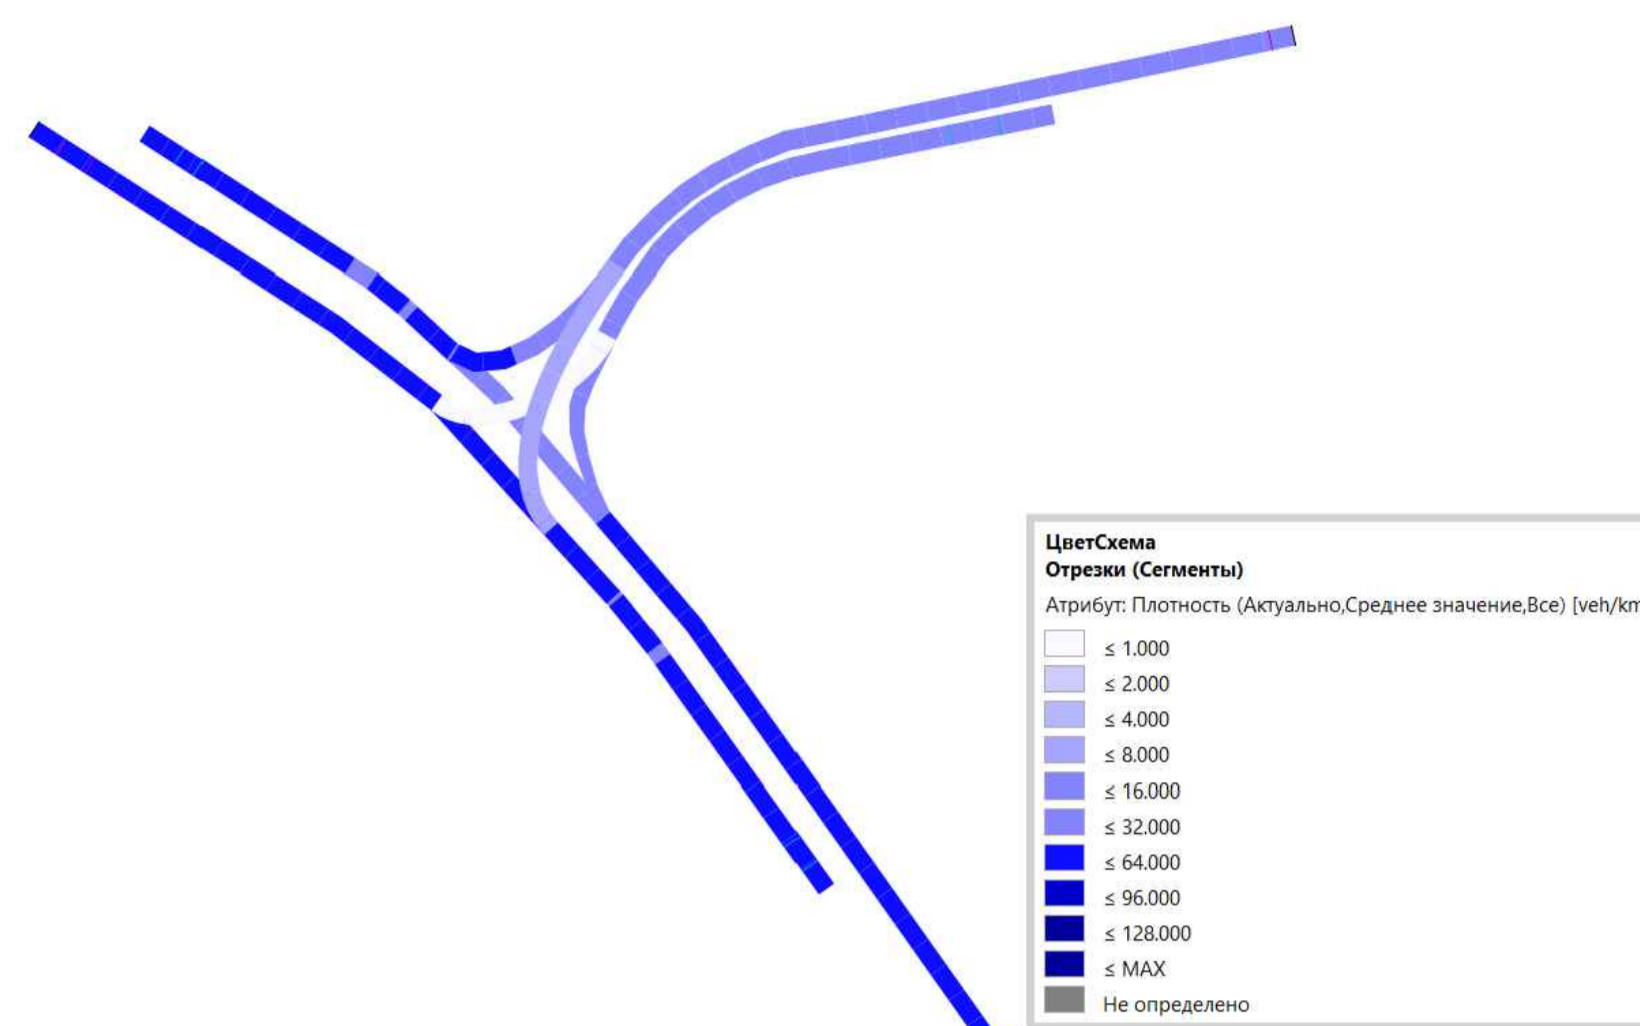 ЦветСхема
Отрезки (Сегменты)
Атрибут: Плотность (Актуально,Среднее значение,Все) [veh/km
≤ 1.000
≤ 2.000
≤ 4.000
≤ 8.000
≤ 16.000
≤ 32.000
≤ 64.000
≤ 96.000
≤ 128.000
≤ MAX
Не определено